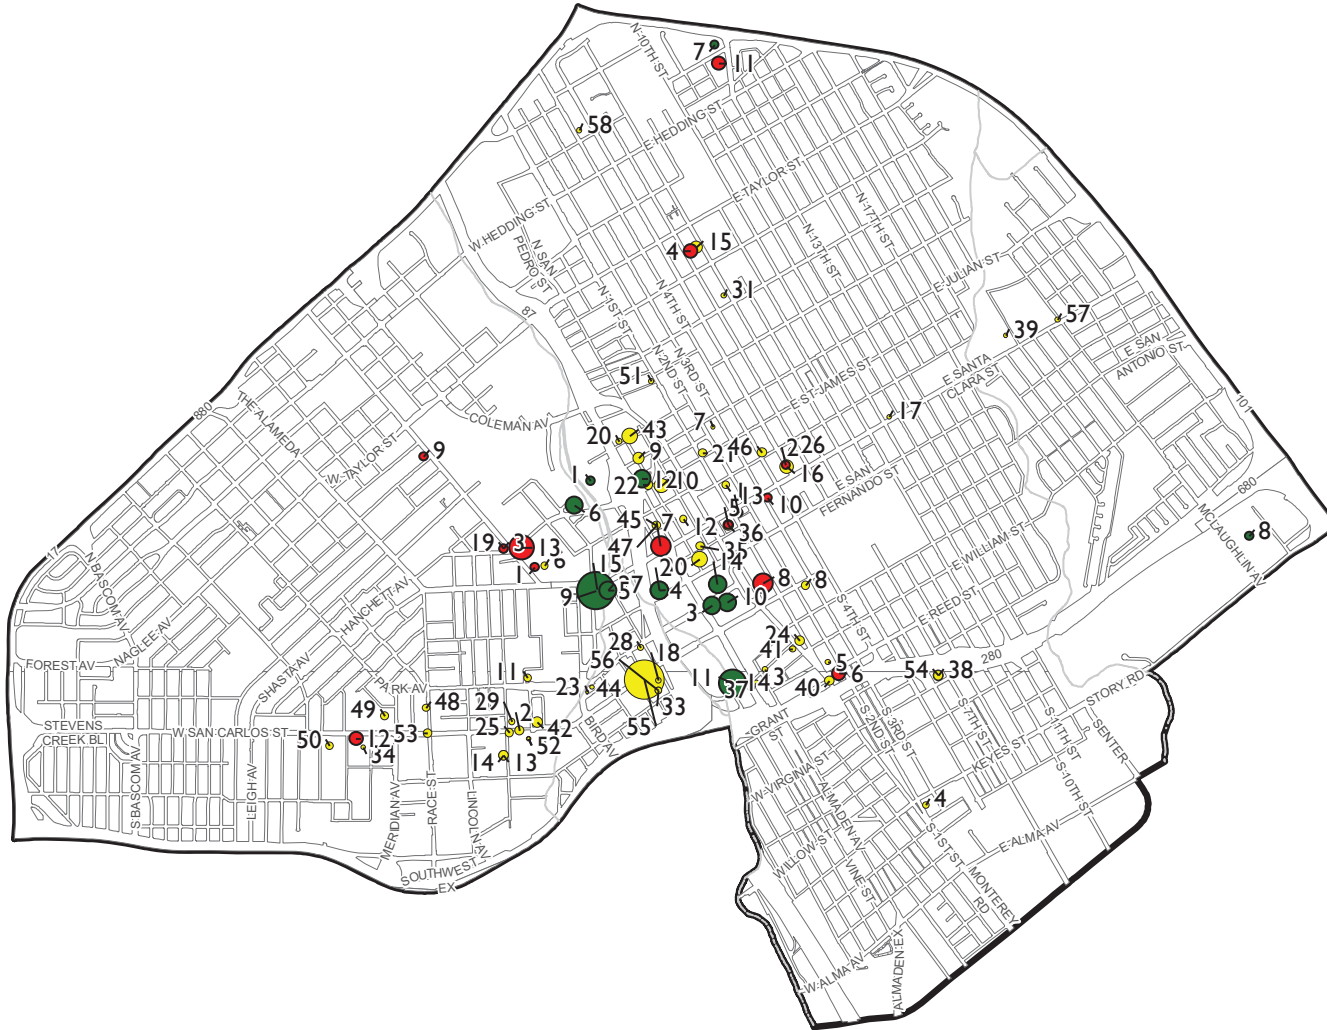 7
11
N 10TH ST
58
E HEDDING ST
E TAYLOR ST
N 17TH ST
N 13TH ST
W HEDDING ST
N SAN
PEDRO ST
4
15
E JULIAN ST
31
87
N 1ST ST
N 4TH ST
57
39
E SAN
ANTONIO ST
E SANTA
CLARA ST
N 2ND ST
N 3RD ST
51
E ST JAMES ST
880
THE ALAMEDA
COLEMAN AV
17
101
7
20
43
46
2
26
21
9
W TAYLOR ST
9
16
E SAN
FERNANDO ST
1
12
22
10
13
10
680
6
5
36
MCLAUGHLIN AV
45
7
12
47
8
E WILLIAM ST
19
3
13
6
1
35
20
14
17
N BASCOM AV
HANCHETT AV
15
9
57
4
8
8
3
10
E REED ST
S 4TH ST
NAGLEE AV
24
41
28
FOREST AV
SHASTA AV
56
18
5
280
54
38
6
40
11
37
PARK AV
11
23
44
33
55
STORY RD
STEVENS
CREEK BL
W SAN CARLOS ST
49
48
29
2
25
42
BIRD AV
GRANT
ST
S 2ND ST
S 3RD ST
S 7TH ST
S 11TH ST
SENTER
50
12
34
53
52
14
13
KEYES ST
W VIRGINIA ST
S 10TH ST
S BASCOM AV
LEIGH AV
MERIDIAN AV
RACE ST
LINCOLN AV
ALMADEN AV
4
S 1ST ST
E ALMA AV
WILLOW ST
VINE ST
SOUTHWEST
EX
MONTEREY
RD
W ALMA AV
ALMADEN EX